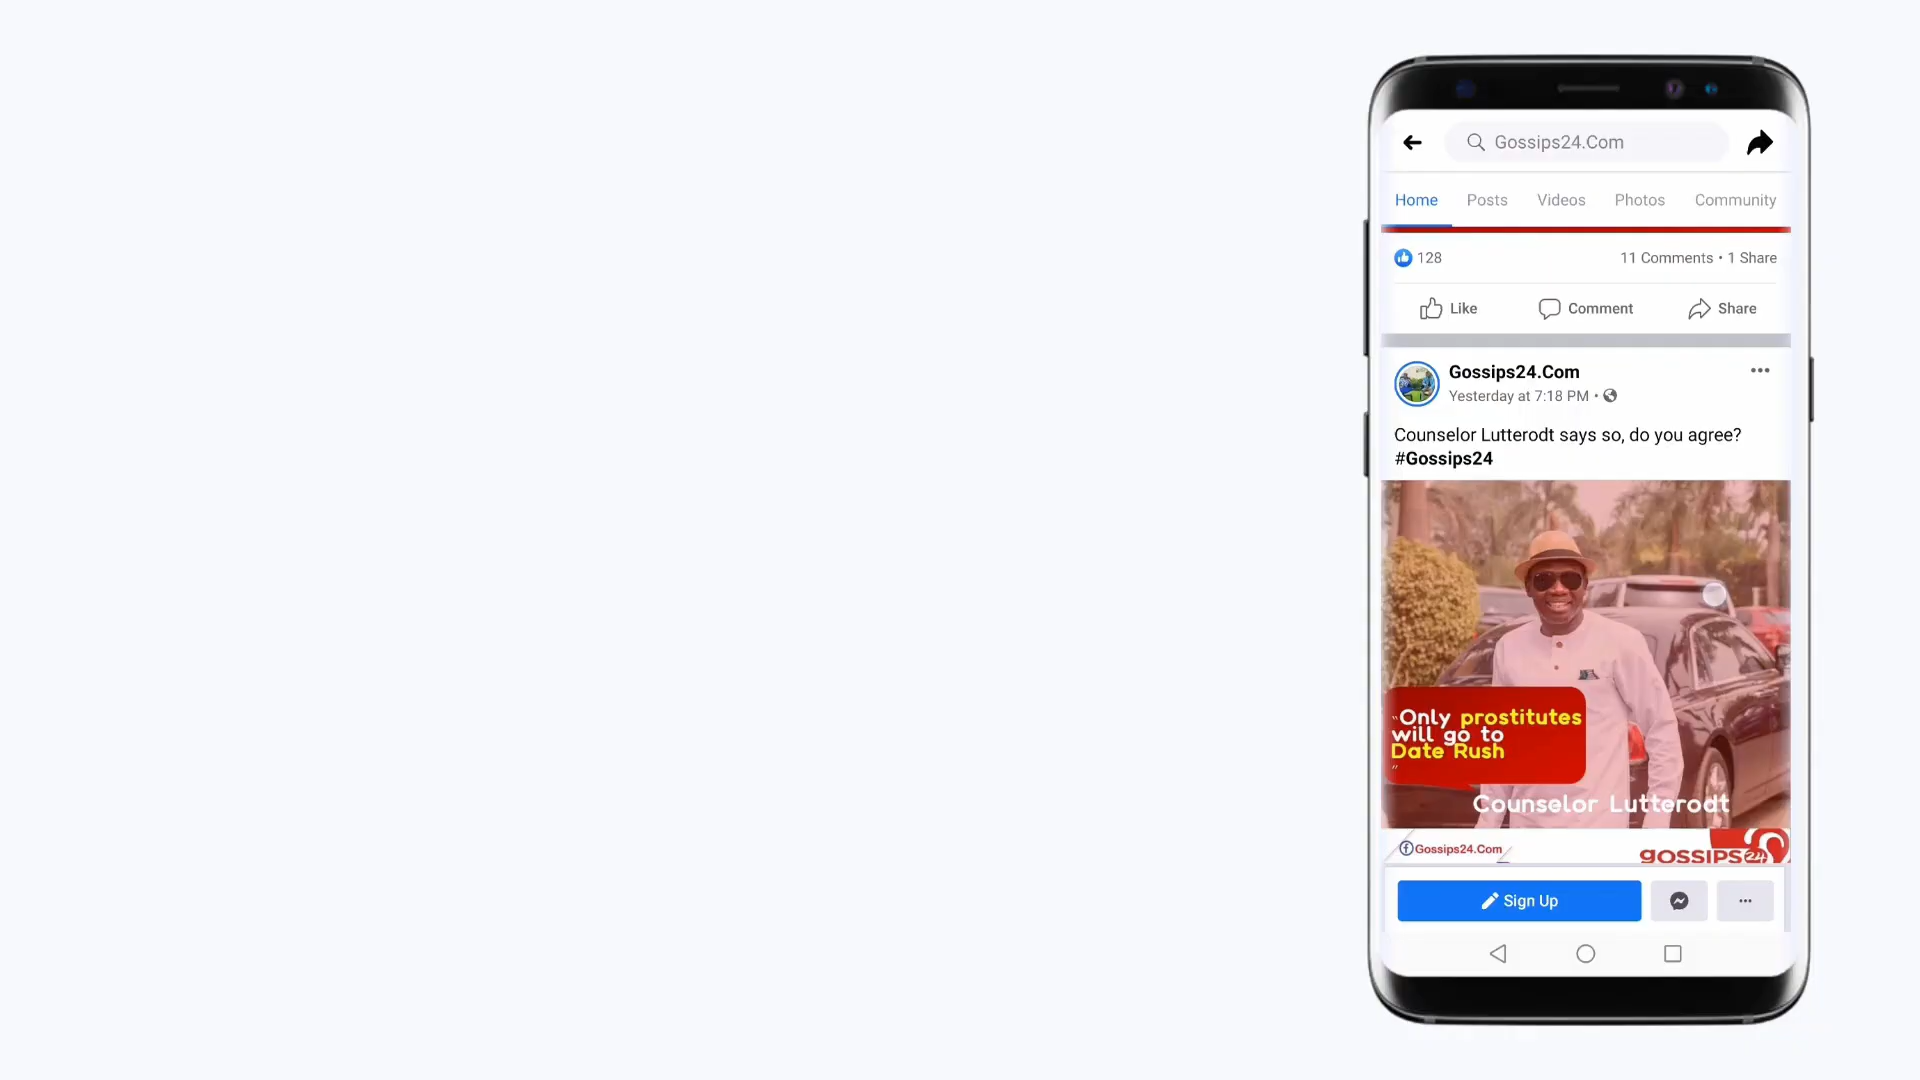 Gossips24.Com
Home Posts Videos Photos Community
128 11 Comments • 1 Share
Like Comment Share
Gossips24.Com
Yesterday at 7:18 PM •
Counselor Lutterodt says so, do you agree?
#Gossips24
"Only prostitutes
will go to
Date Rush
"
Counselor Lutterodt
Gossips24.Com
gossips24
Sign Up